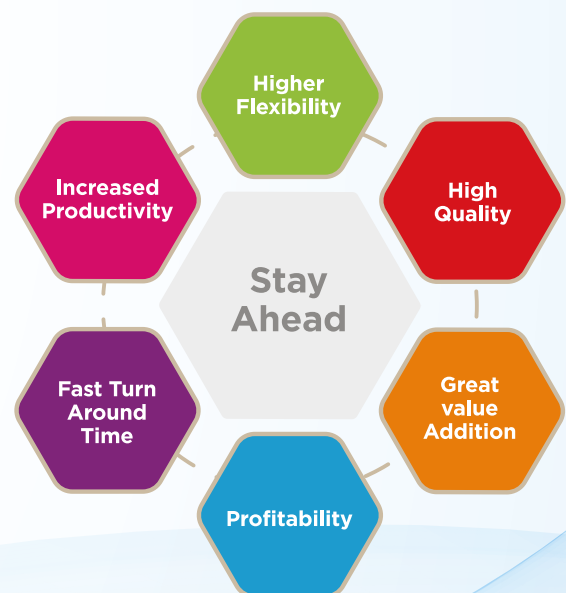 Higher
Flexibility
High
Quality
Great
value
Addition
Profitability
Fast Turn
Around
Time
Increased
Productivity
Stay
Ahead